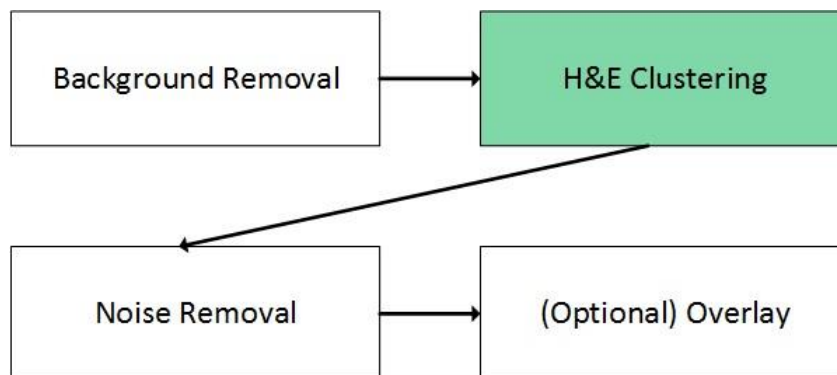 Background Removal
H&E Clustering
Noise Removal
(Optional) Overlay